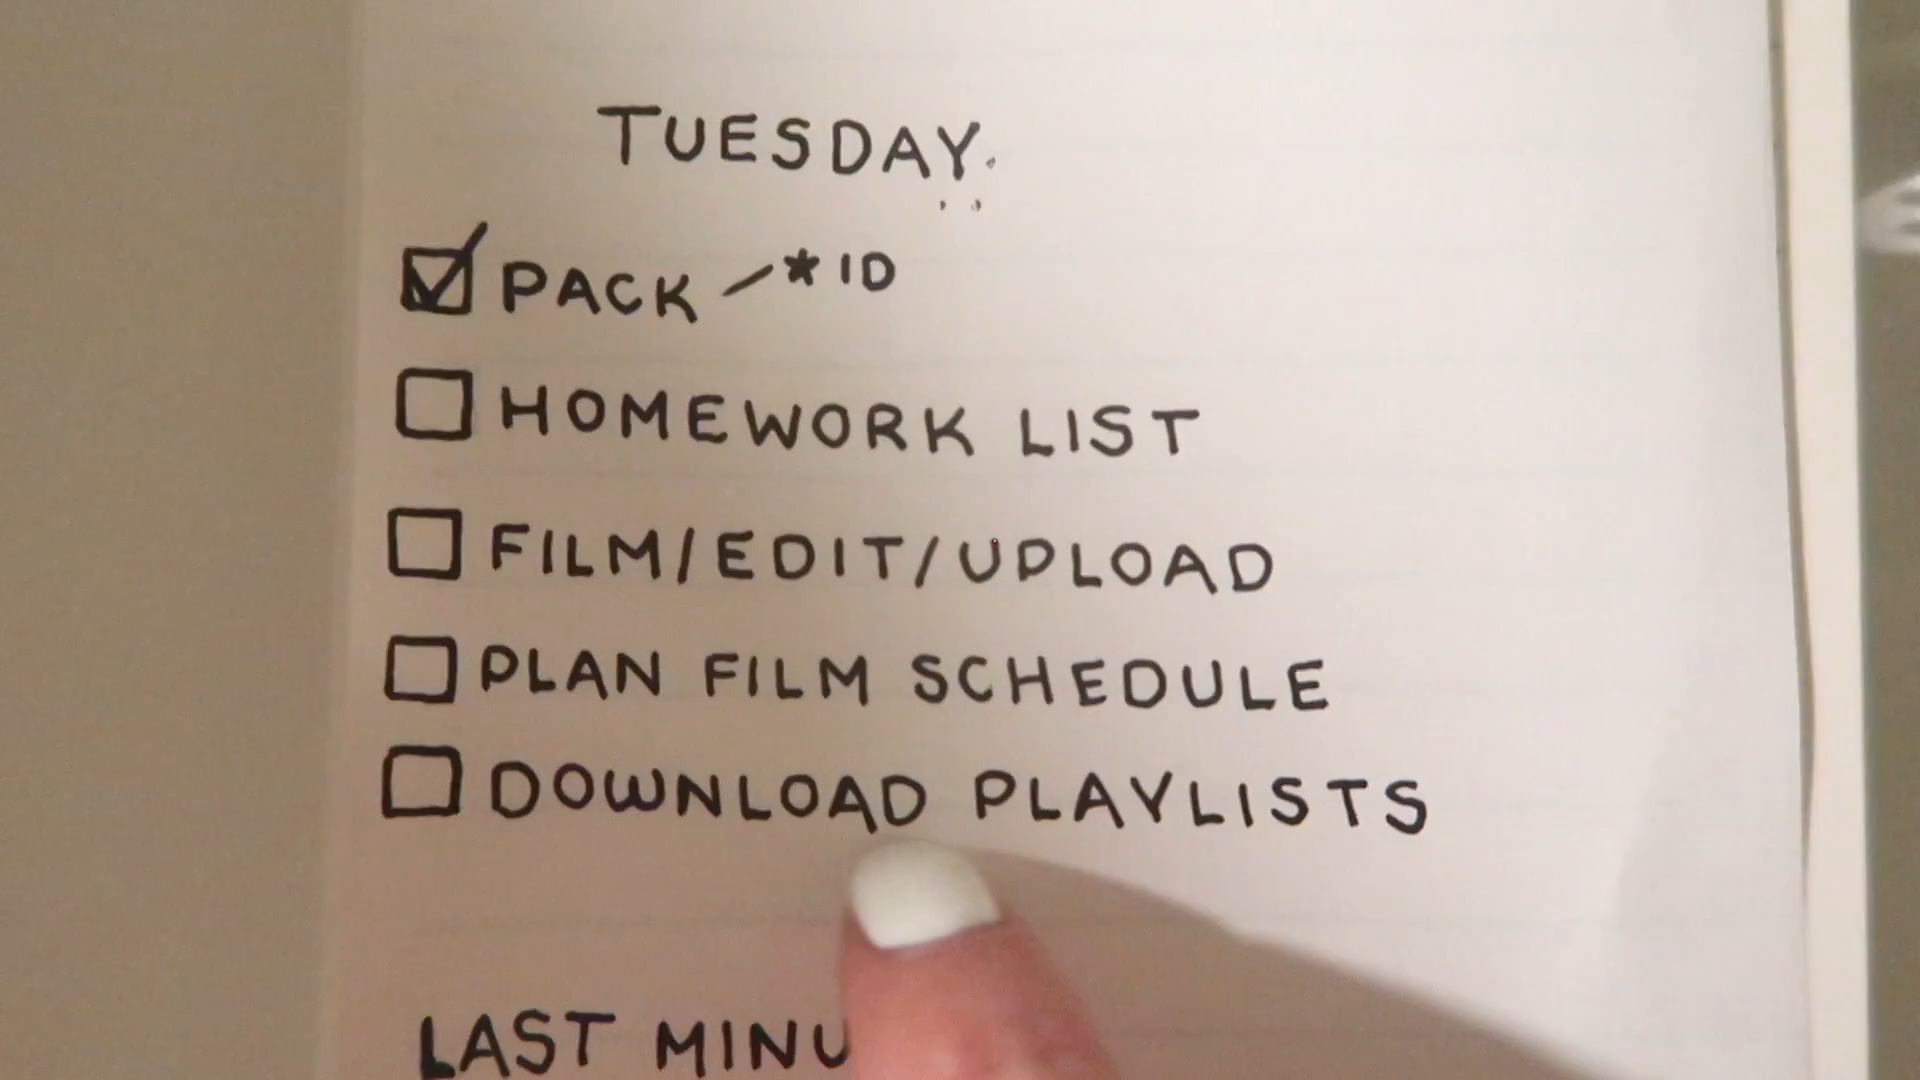 TUESDAY.
PACK - * ID
HOMEWORK LIST
FILM/EDIT/UPLOAD
PLAN FILM SCHEDULE
DOWNLOAD PLAYLISTS
LAST